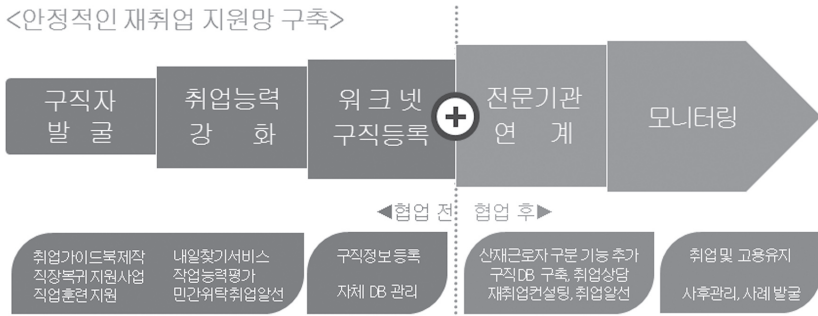 <안정적인 재취업 지원망 구축>
구직자
발 굴
취업능력
강 화
워 크 넷
구직등록
전문기관
연 계
모니터링
◀협업 전
협업 후▶
취업가이드북제작
직장복귀지원사업
직업훈련지원
내일찾기서비스
작업능력평가
민간위탁취업알선
구직정보등록
자체 DB 관리
산재근로자 구분 기능 추가
구직DB 구축, 취업상담
재취업컨설팅, 취업알선
취업 및 고용유지
사후관리, 사례 발굴